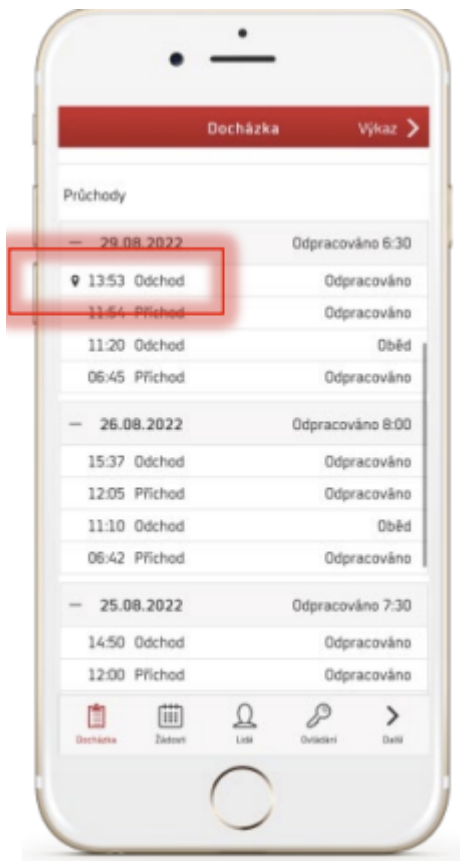 Docházka Výkaz
Průchody
— 29.08.2022 Odpracováno 6:30
13:53 Odchod Odpracováno
11:54 Příchod Odpracováno
11:20 Odchod Oběd
06:45 Příchod Odpracováno
— 26.08.2022 Odpracováno 8:00
15:37 Odchod Odpracováno
12:05 Příchod Odpracováno
11:10 Odchod Oběd
06:42 Příchod Odpracováno
— 25.08.2022 Odpracováno 7:30
14:50 Odchod Odpracováno
12:00 Příchod Odpracováno
Docházka Žádosti Lidé Ovládání Další